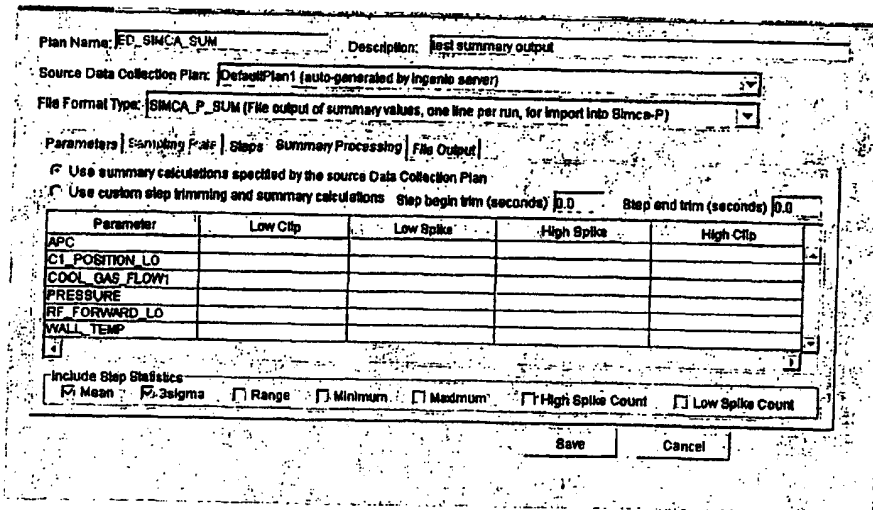 Plan Name: ED_SIMCA_SUM Description: test summary output
Source Data Collection Plan: DefaultPlan1 (auto-generated by Ingenio server)
File Format Type: SIMCA_P_SUM (File output of summary values, one line per run, for import into Simca-P)
Parameters Sampling Rate Steps Summary Processing File Output
Use summary calculations specified by the source Data Collection Plan
Use custom step trimming and summary calculations Step begin trim (seconds) 0.0 Step end trim (seconds) 0.0
Parameter Low Clip Low Spike High Spike High Clip
APC
C1_POSITION_LO
COOL_GAS_FLOW1
PRESSURE
RF_FORWARD_LO
WALL_TEMP
Include Step Statistics
Mean 3sigma Range Minimum Maximum High Spike Count Low Spike Count
Save Cancel